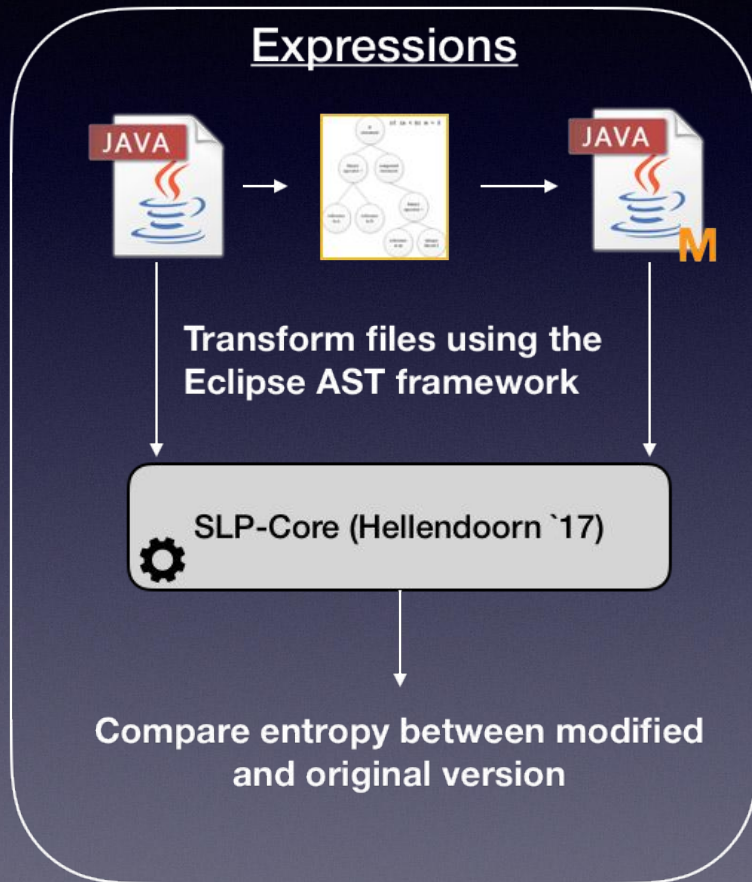 Expressions
JAVA
JAVA
M
Transform files using the
Eclipse AST framework
SLP-Core (Hellendoorn `17)
Compare entropy between modified
and original version